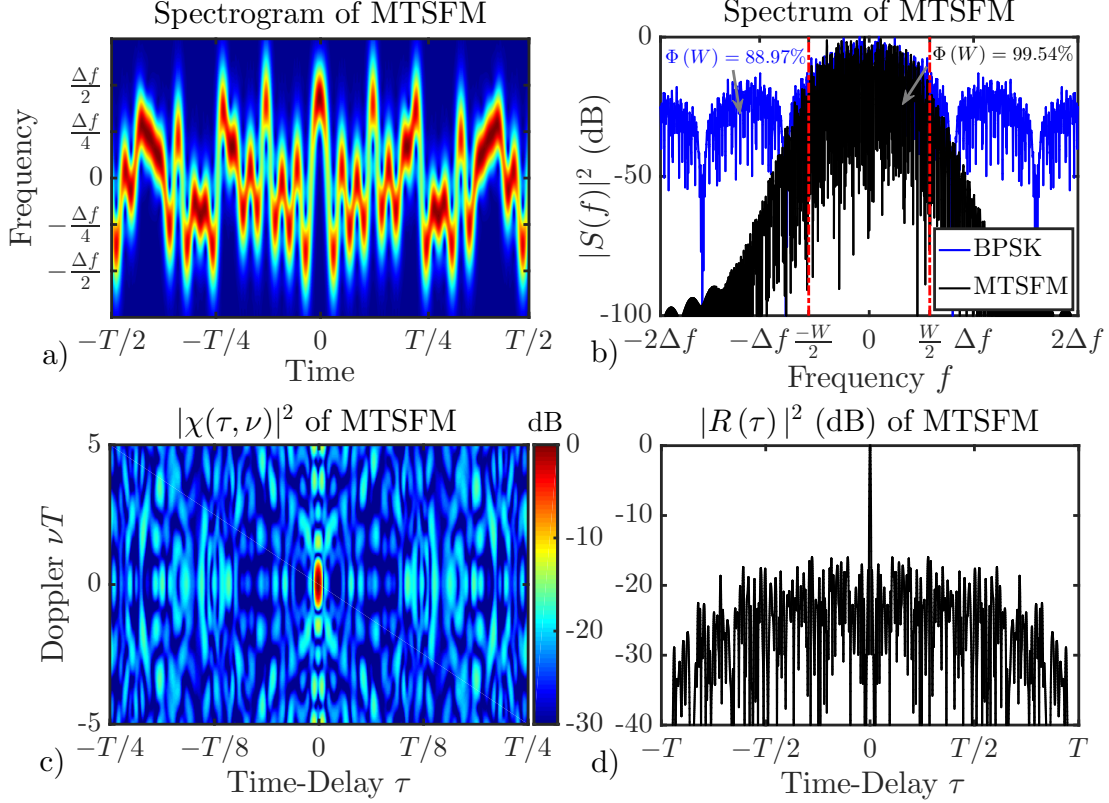 Spectrogram of MTSFM
Frequency
Δf/2
Δf/4
0
−Δf/4
−Δf/2
−T/2 −T/4 0 T/4 T/2
a) Time
Spectrum of MTSFM
|S(f)|² (dB)
0
-50
-100
Φ(W) = 88.97%
Φ(W) = 99.54%
BPSK
MTSFM
−2Δf −Δf −W/2 0 W/2 Δf 2Δf
b) Frequency f
|χ(τ, ν)|² of MTSFM
dB
Doppler νT
5
0
-5
0
-10
-20
-30
−T/4 −T/8 0 T/8 T/4
c) Time-Delay τ
|R(τ)|² (dB) of MTSFM
0
-10
-20
-30
-40
−T −T/2 0 T/2 T
d) Time-Delay τ